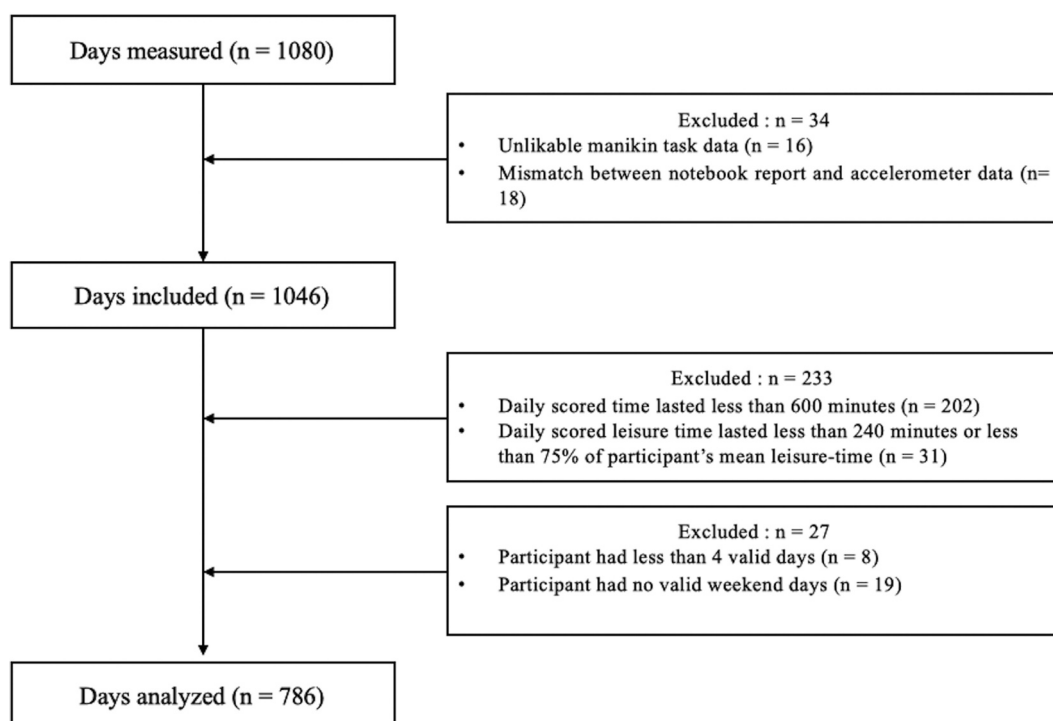 Days measured (n = 1080)
Excluded : n = 34
• Unlikable manikin task data (n = 16)
• Mismatch between notebook report and accelerometer data (n=
18)
Days included (n = 1046)
Excluded : n = 233
• Daily scored time lasted less than 600 minutes (n = 202)
• Daily scored leisure time lasted less than 240 minutes or less
than 75% of participant’s mean leisure-time (n = 31)
Excluded : n = 27
• Participant had less than 4 valid days (n = 8)
• Participant had no valid weekend days (n = 19)
Days analyzed (n = 786)